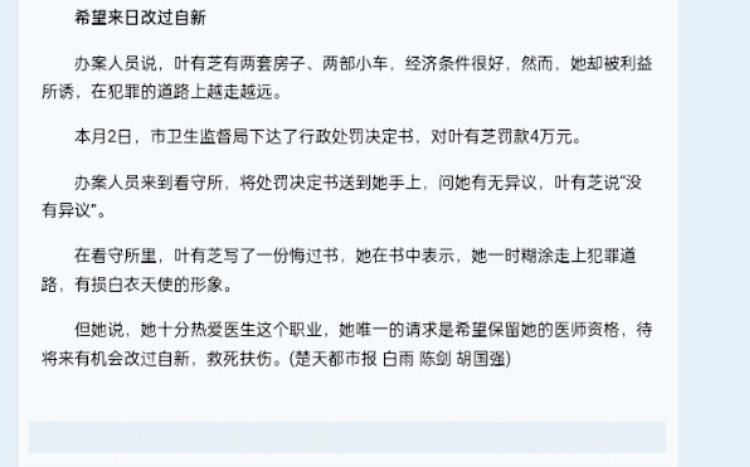 希望来日改过自新
办案人员说，叶有芝有两套房子、两部小车，经济条件很好，然而，她却被利益
所诱，在犯罪的道路上越走越远。
本月2日，市卫生监督局下达了行政处罚决定书，对叶有芝罚款4万元。
办案人员来到看守所，将处罚决定书送到她手上，问她有无异议，叶有芝说“没
有异议”。
在看守所里，叶有芝写了一份悔过书，她在书中表示，她一时糊涂走上犯罪道
路，有损白衣天使的形象。
但她说，她十分热爱医生这个职业，她唯一的请求是希望保留她的医师资格，待
将来有机会改过自新，救死扶伤。(楚天都市报 白雨 陈剑 胡国强)